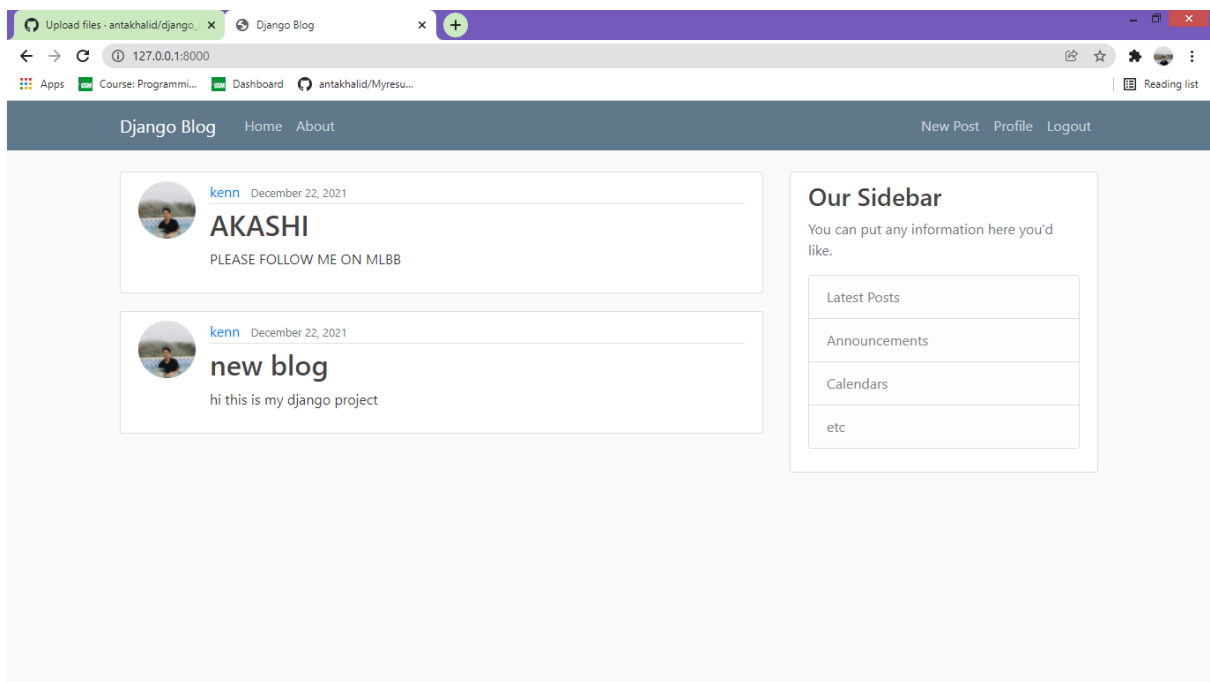 Upload files · antakhalid/django_
Django Blog
127.0.0.1:8000
Apps
Course: Programmi...
Dashboard
antakhalid/Myresu...
Reading list
Django Blog Home About New Post Profile Logout
kenn December 22, 2021
AKASHI
PLEASE FOLLOW ME ON MLBB
kenn December 22, 2021
new blog
hi this is my django project
Our Sidebar
You can put any information here you'd
like.
Latest Posts
Announcements
Calendars
etc